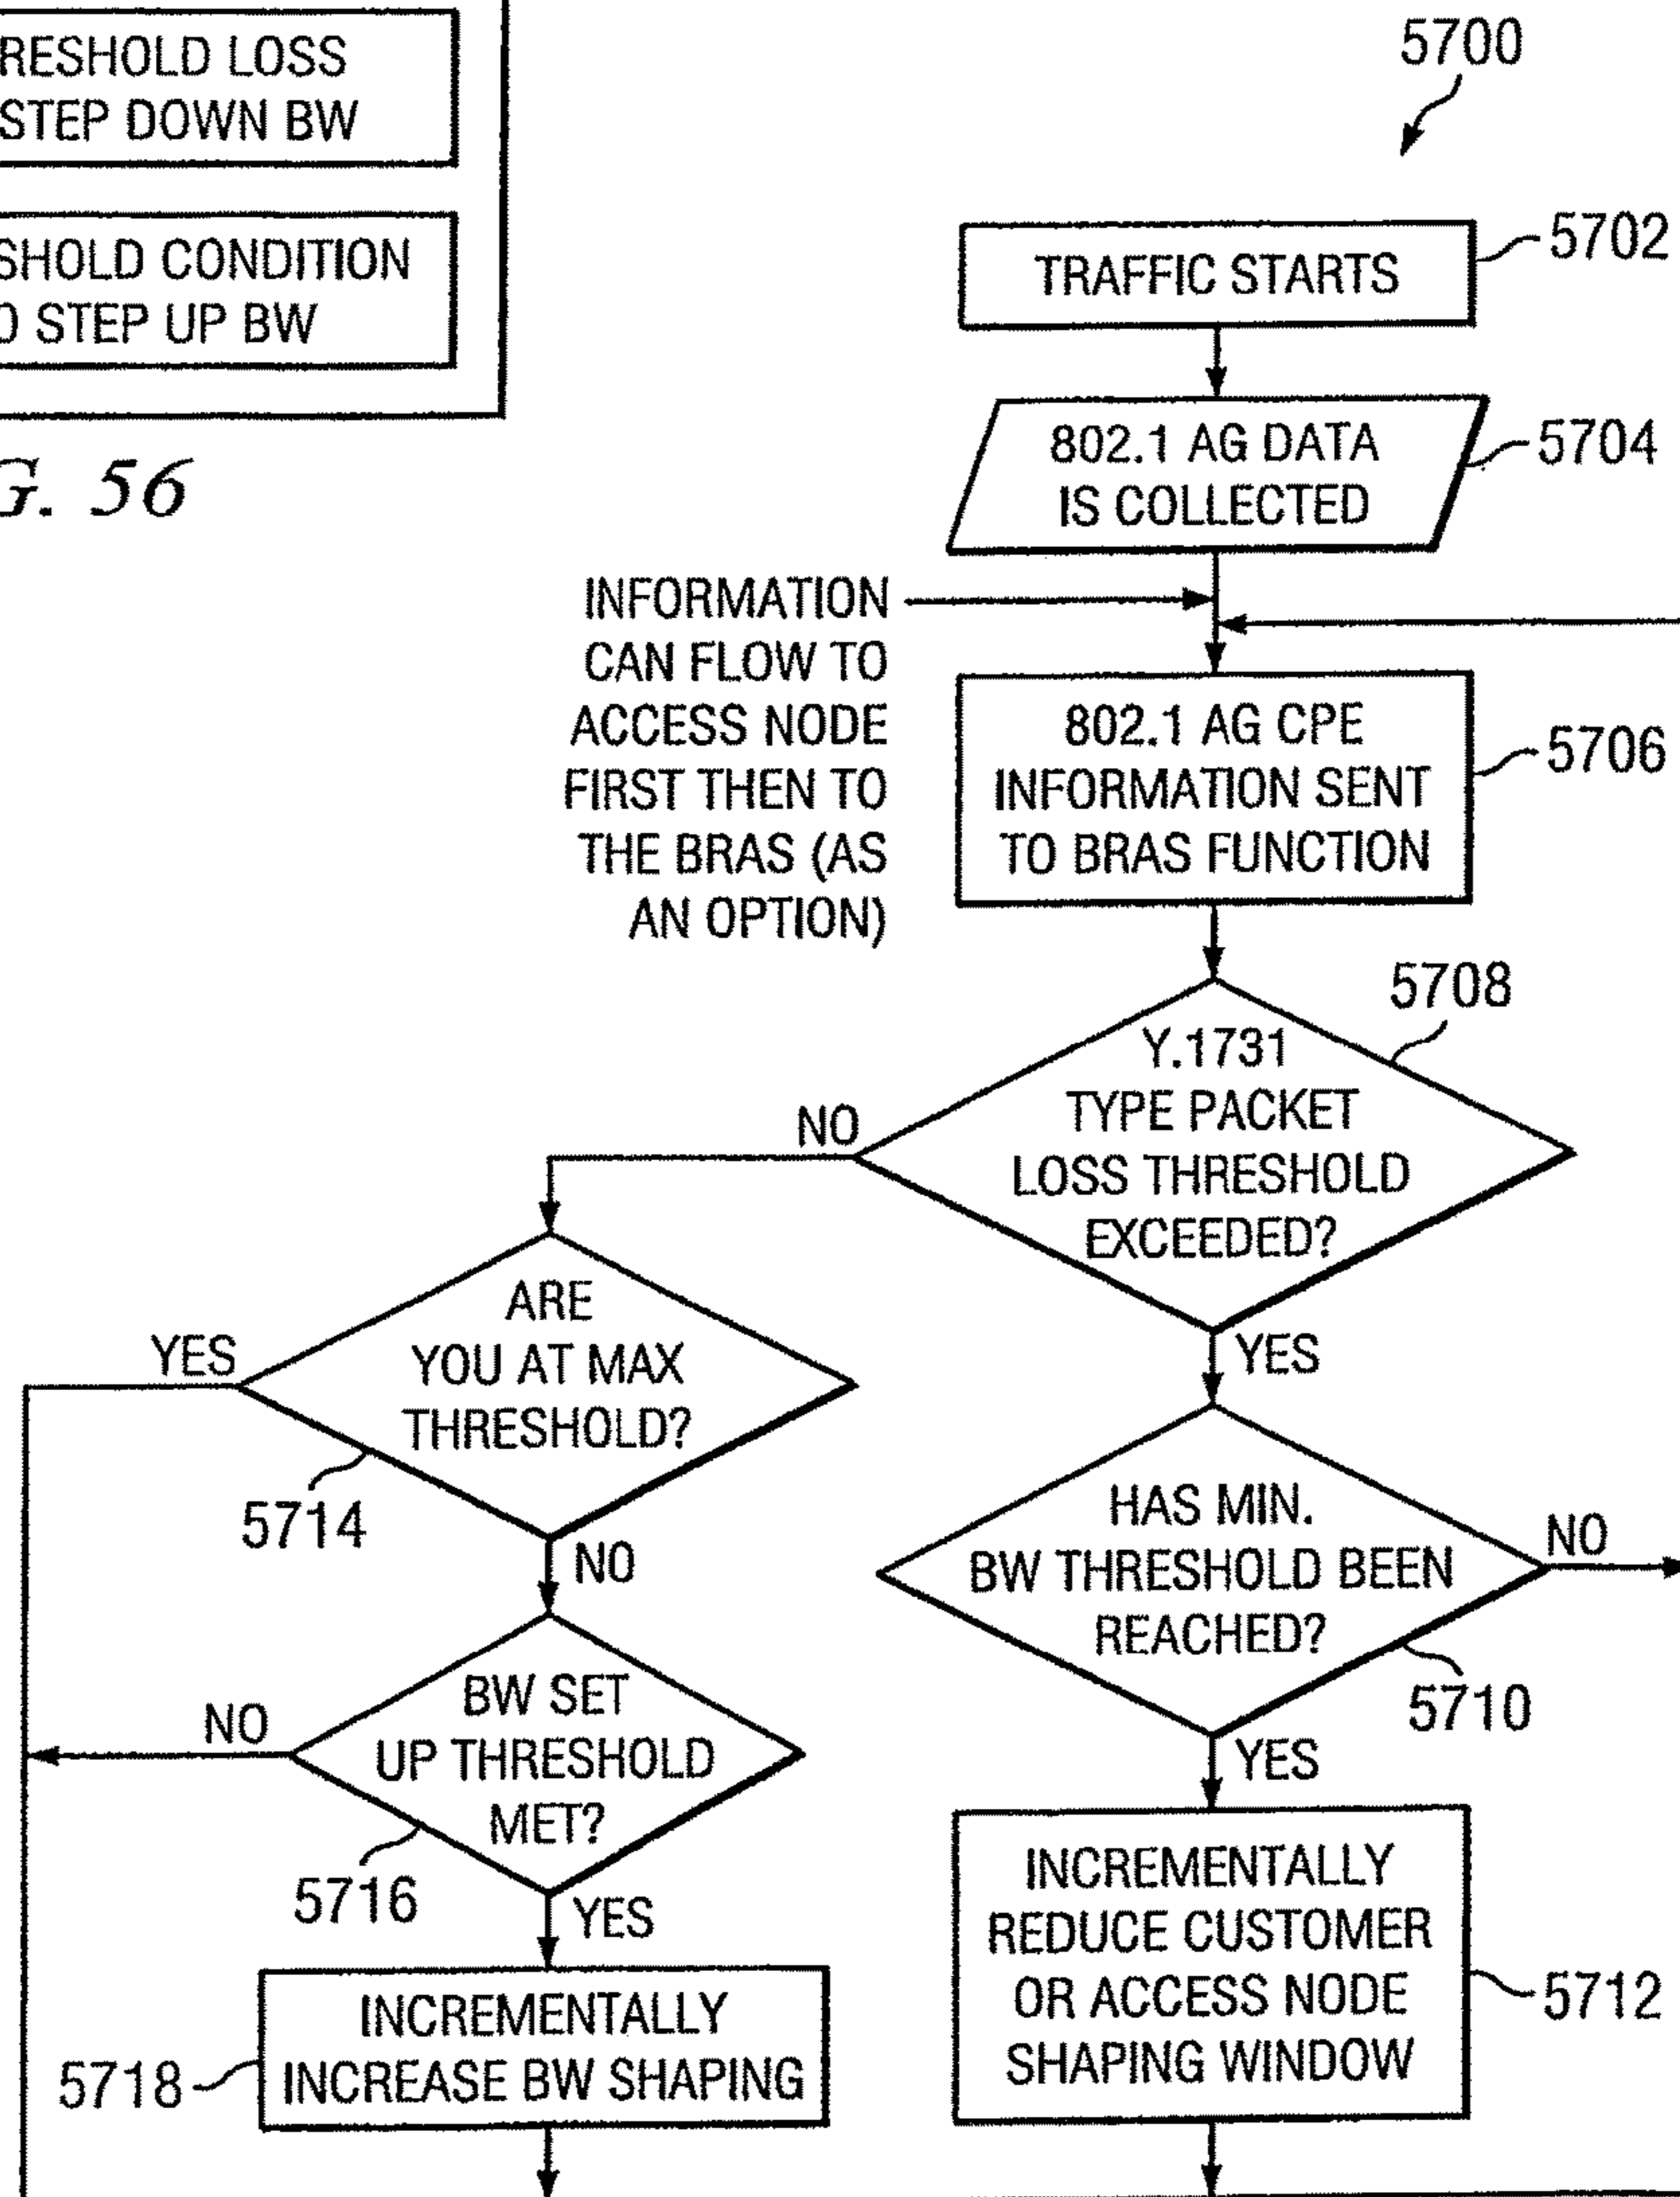 RESHOLD LOSS
STEP DOWN BW
SHOLD CONDITION
O STEP UP BW
G. 56
5700
TRAFFIC STARTS
5702
802.1 AG DATA
IS COLLECTED
5704
INFORMATION
CAN FLOW TO
ACCESS NODE
FIRST THEN TO
THE BRAS (AS
AN OPTION)
802.1 AG CPE
INFORMATION SENT
TO BRAS FUNCTION
5706
5708
Y.1731
TYPE PACKET
LOSS THRESHOLD
EXCEEDED?
NO
YES
ARE
YOU AT MAX
THRESHOLD?
YES
5714
NO
HAS MIN.
BW THRESHOLD BEEN
REACHED?
NO
5710
YES
BW SET
UP THRESHOLD
MET?
NO
5716
YES
INCREMENTALLY
REDUCE CUSTOMER
OR ACCESS NODE
SHAPING WINDOW
5712
INCREMENTALLY
INCREASE BW SHAPING
5718